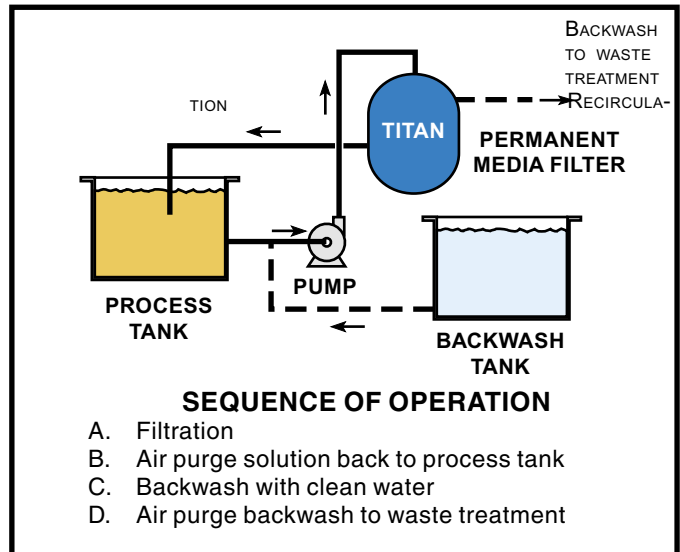 BACKWASH
TO WASTE
TREATMENT
RECIRCULA-
TION
TITAN
PERMANENT
MEDIA FILTER
PUMP
PROCESS
TANK
BACKWASH
TANK
SEQUENCE OF OPERATION
A. Filtration
B. Air purge solution back to process tank
C. Backwash with clean water
D. Air purge backwash to waste treatment